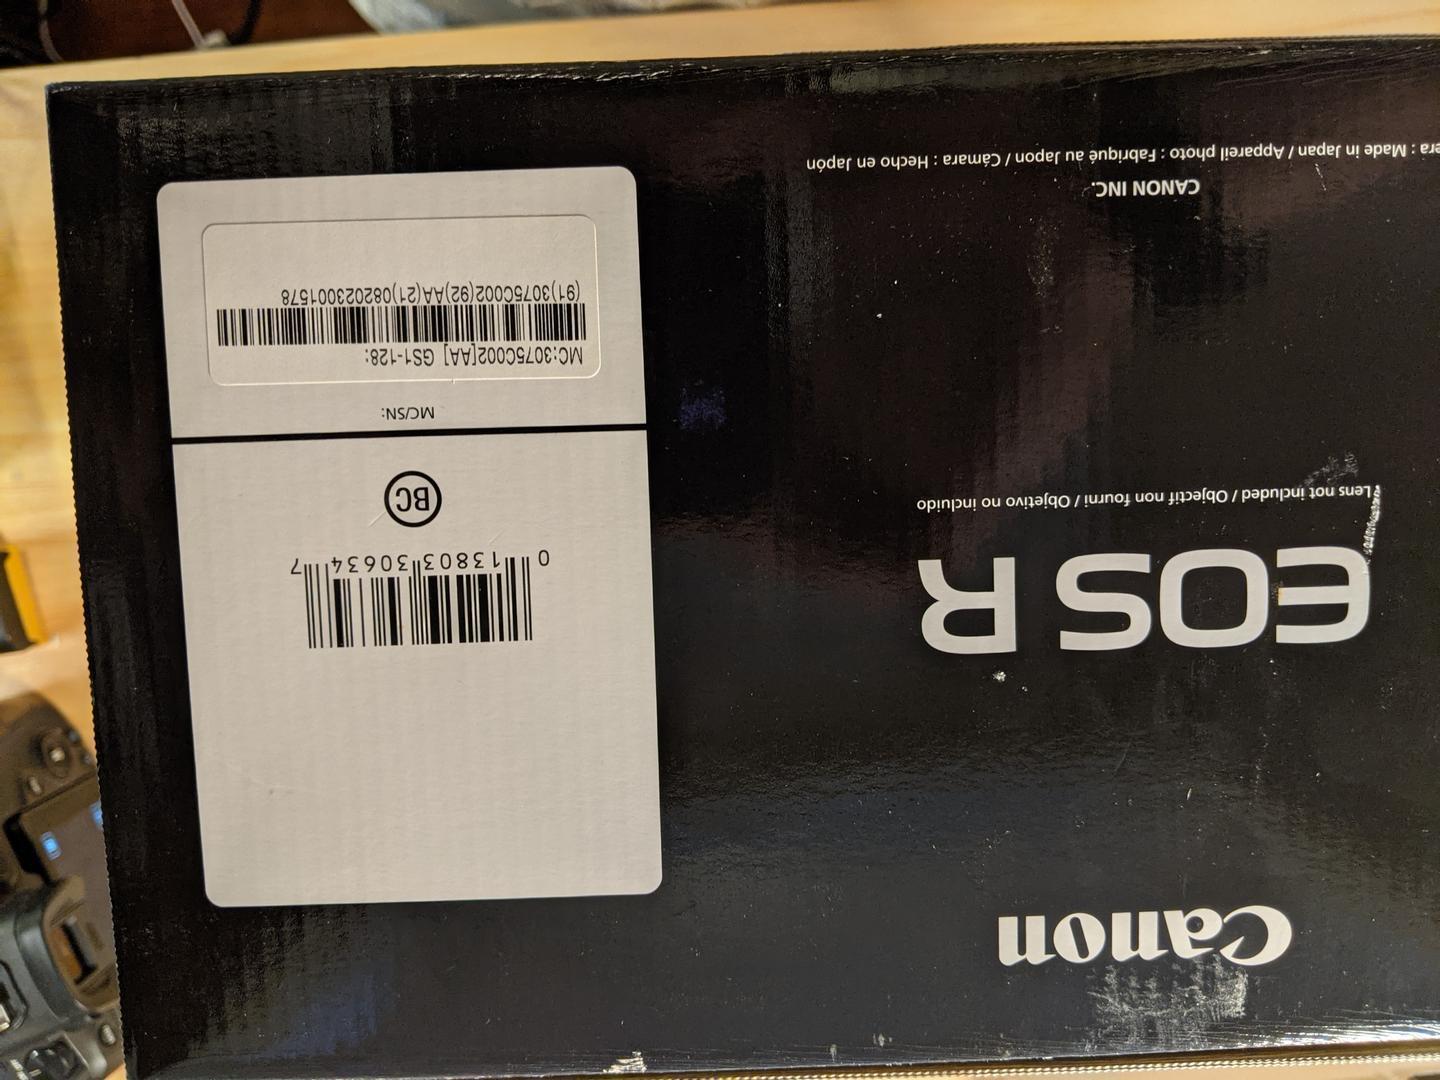 Canon
EOS R
Lens not included / Objectif non fourni / Objetivo no incluido
CANON INC.
era : Made in Japan / Appareil photo : Fabriqué au Japon / Cámara : Hecho en Japón
0 13803 30634 7
BC
MC/SN:
MC:3075C002[AA] GS1-128:
(91)3075C002(92)AA(21)082023001578